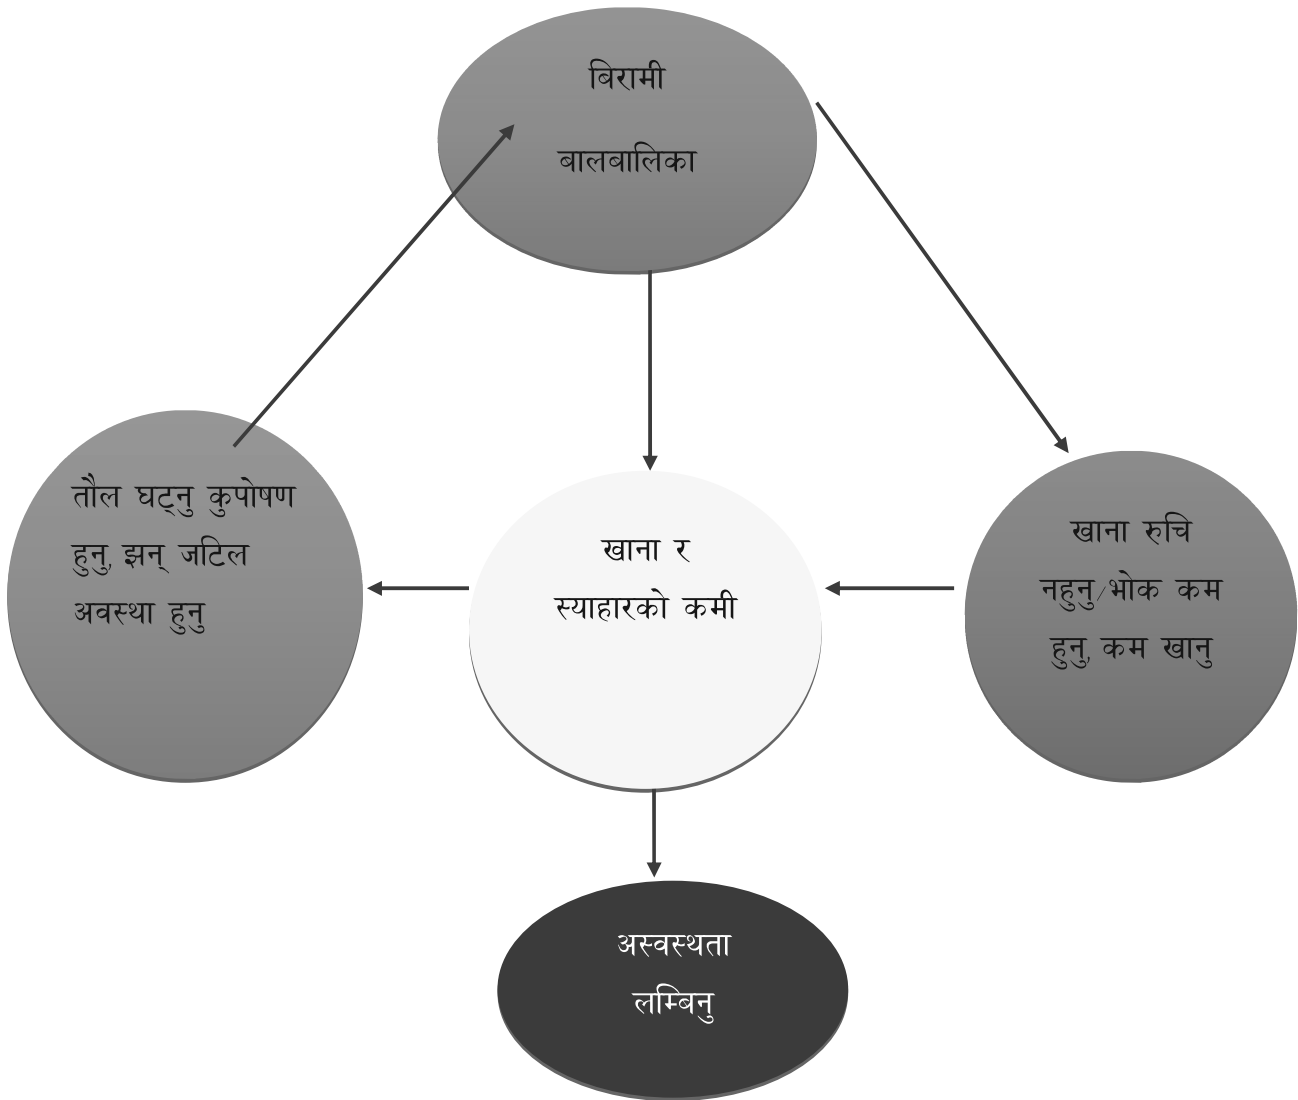 बिरामी
बालबालिका
तौल घट्नु कुपोषण
हुनु, झन् जटिल
अवस्था हुनु
खाना र
स्याहारको कमी
खाना रुचि
नहुनु/भोक कम
हुनु, कम खानु
अस्वस्थता
लम्बिनु